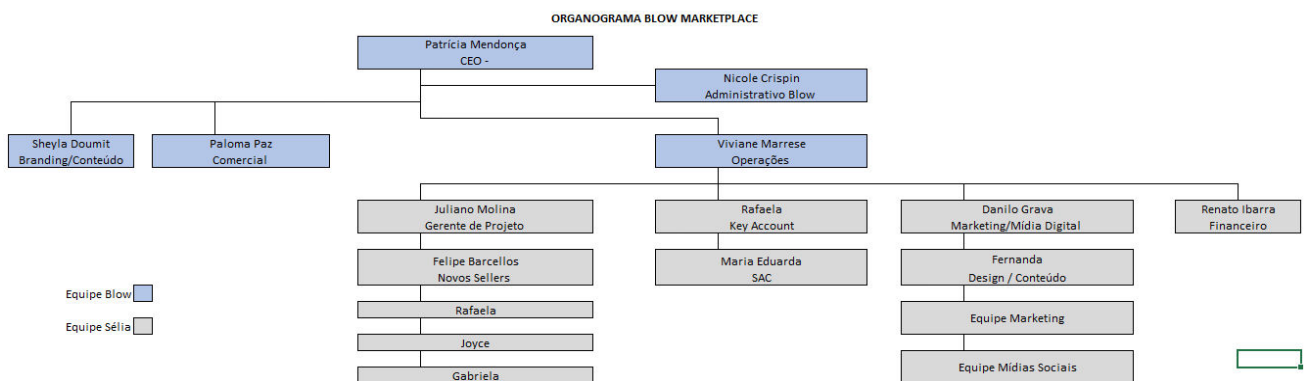 ORGANOGRAMA BLOW MARKETPLACE
Patrícia Mendonça
CEO -
Nicole Crispin
Administrativo Blow
Sheyla Doumit
Branding/Conteúdo
Paloma Paz
Comercial
Viviane Marrese
Operações
Juliano Molina
Gerente de Projeto
Rafaela
Key Account
Danilo Grava
Marketing/Mídia Digital
Renato Ibarra
Financeiro
Felipe Barcellos
Novos Sellers
Maria Eduarda
SAC
Fernanda
Design / Conteúdo
Equipe Blow
Rafaela
Equipe Marketing
Equipe Sélia
Joyce
Equipe Mídias Sociais
Gabriela